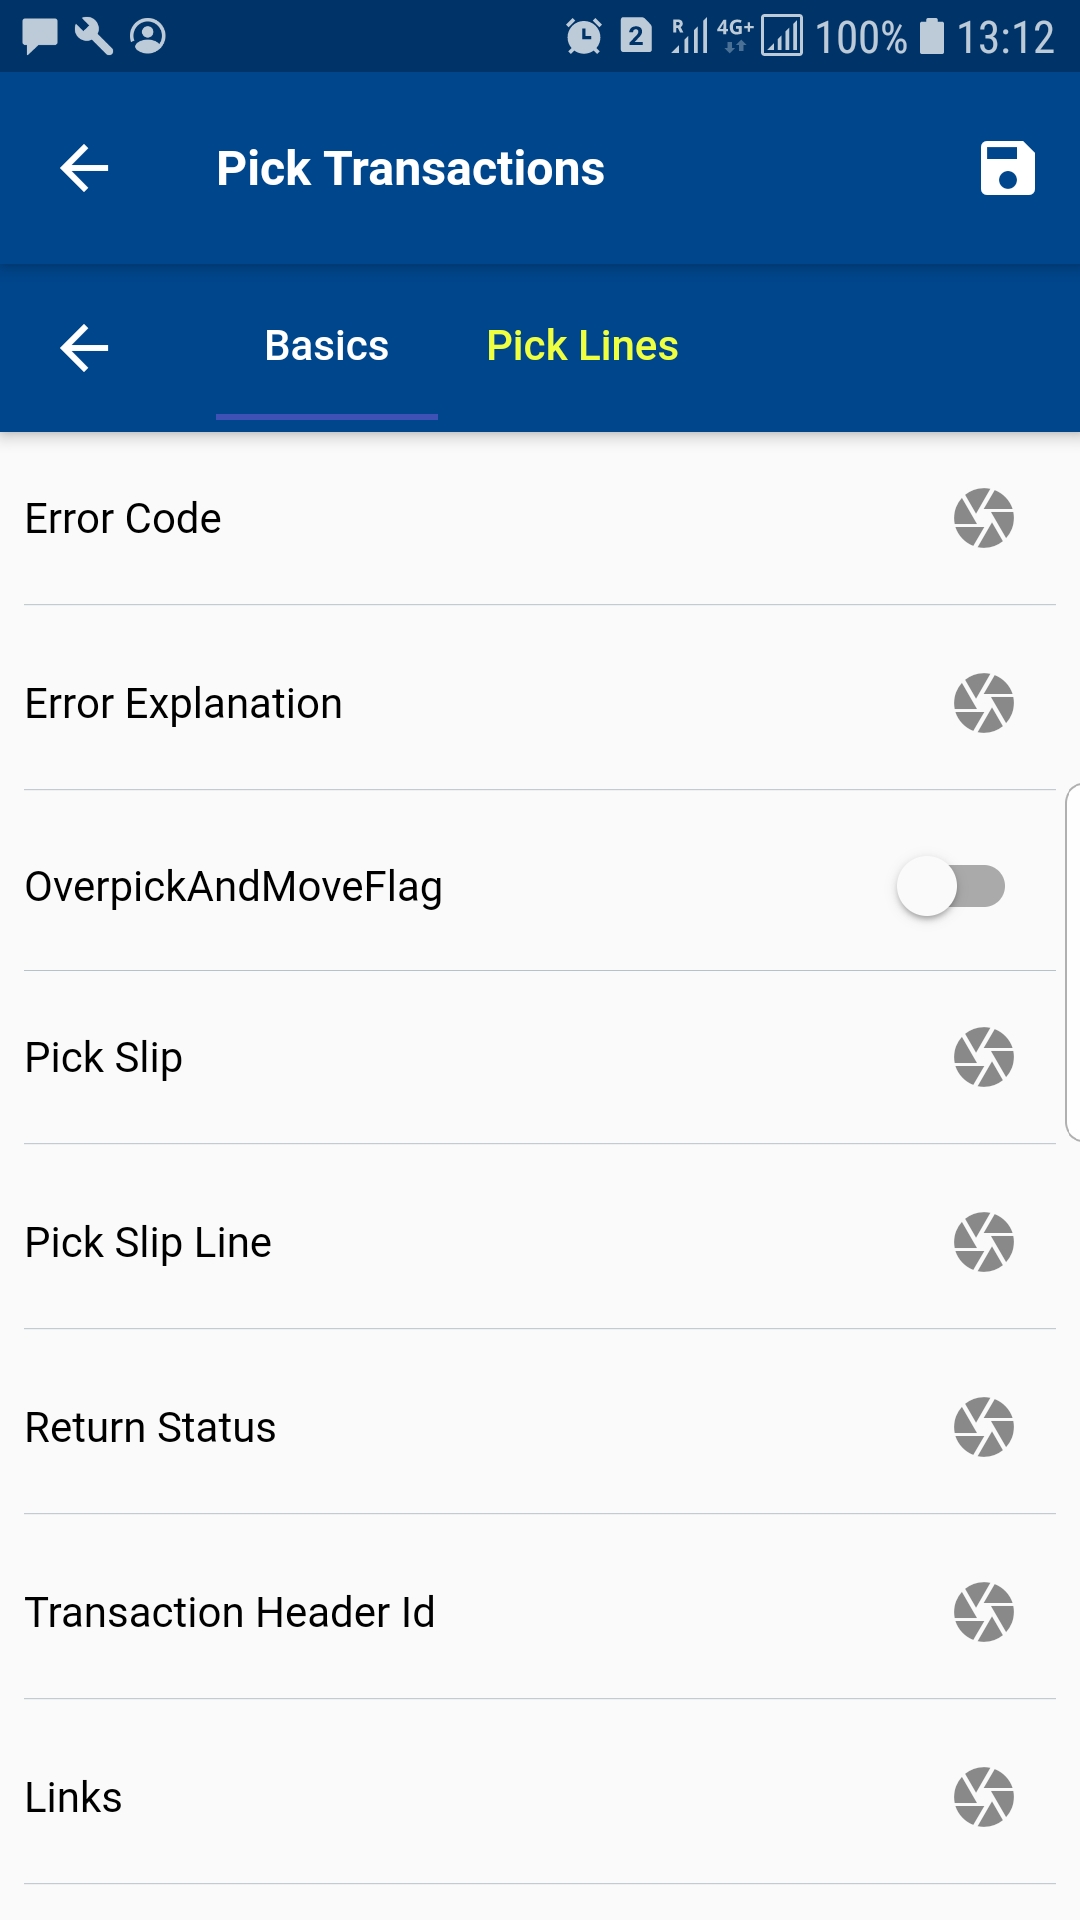 2 R 4G+ 100% 13:12
Pick Transactions
Basics Pick Lines
Error Code
Error Explanation
OverpickAndMoveFlag
Pick Slip
Pick Slip Line
Return Status
Transaction Header Id
Links